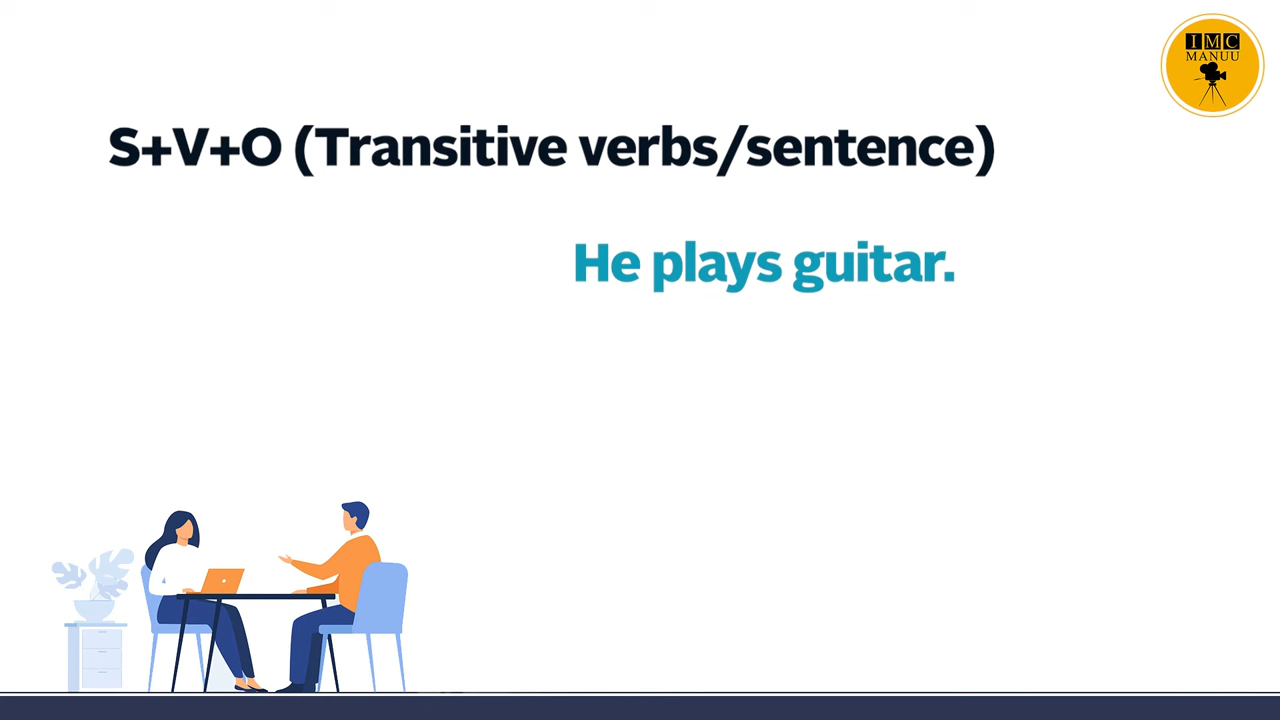 IMC
MANUU
S+V+O (Transitive verbs/sentence)
He plays guitar.